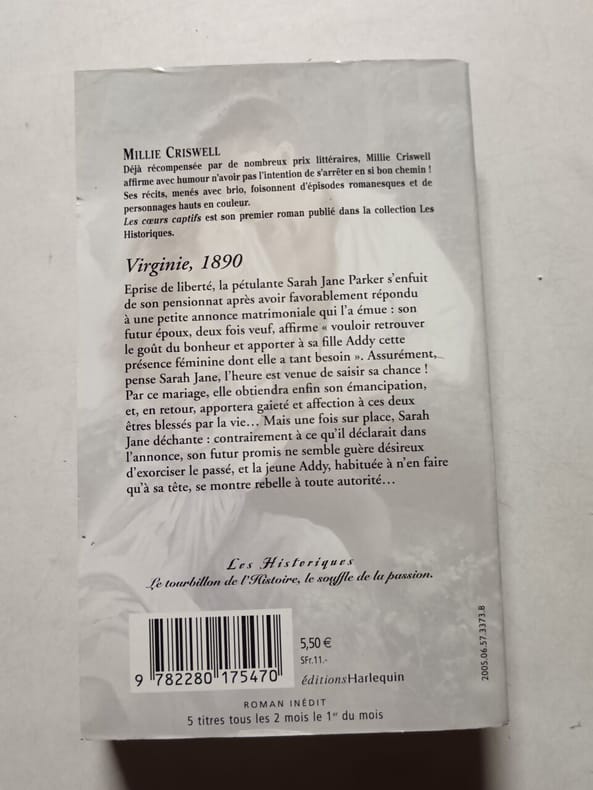 MILLIE CRISWELL
Déjà récompensée par de nombreux prix littéraires, Millie Criswell
affirme avec humour n'avoir pas l'intention de s'arrêter en si bon chemin !
Ses récits, menés avec brio, foisonnent d'épisodes romanesques et de
personnages hauts en couleur.
Les cœurs captifs est son premier roman publié dans la collection Les
Historiques.
Virginie, 1890
Eprise de liberté, la pétulante Sarah Jane Parker s'enfuit
de son pensionnat après avoir favorablement répondu
à une petite annonce matrimoniale qui l'a émue : son
futur époux, deux fois veuf, affirme « vouloir retrouver
le goût du bonheur et apporter à sa fille Addy cette
présence féminine dont elle a tant besoin ». Assurément,
pense Sarah Jane, l'heure est venue de saisir sa chance !
Par ce mariage, elle obtiendra enfin son émancipation,
et, en retour, apportera gaieté et affection à ces deux
êtres blessés par la vie… Mais une fois sur place, Sarah
Jane déchante : contrairement à ce qu'il déclarait dans
l'annonce, son futur promis ne semble guère désireux
d'exorciser le passé, et la jeune Addy, habituée à n'en faire
qu'à sa tête, se montre rebelle à toute autorité…
Les Historiques
Le tourbillon de l'Histoire, le souffle de la passion.
5,50 €
SFr.11.-
éditionsHarlequin
9 782280 175470
2005.06.57.3373.B
ROMAN INÉDIT
5 titres tous les 2 mois le 1er du mois